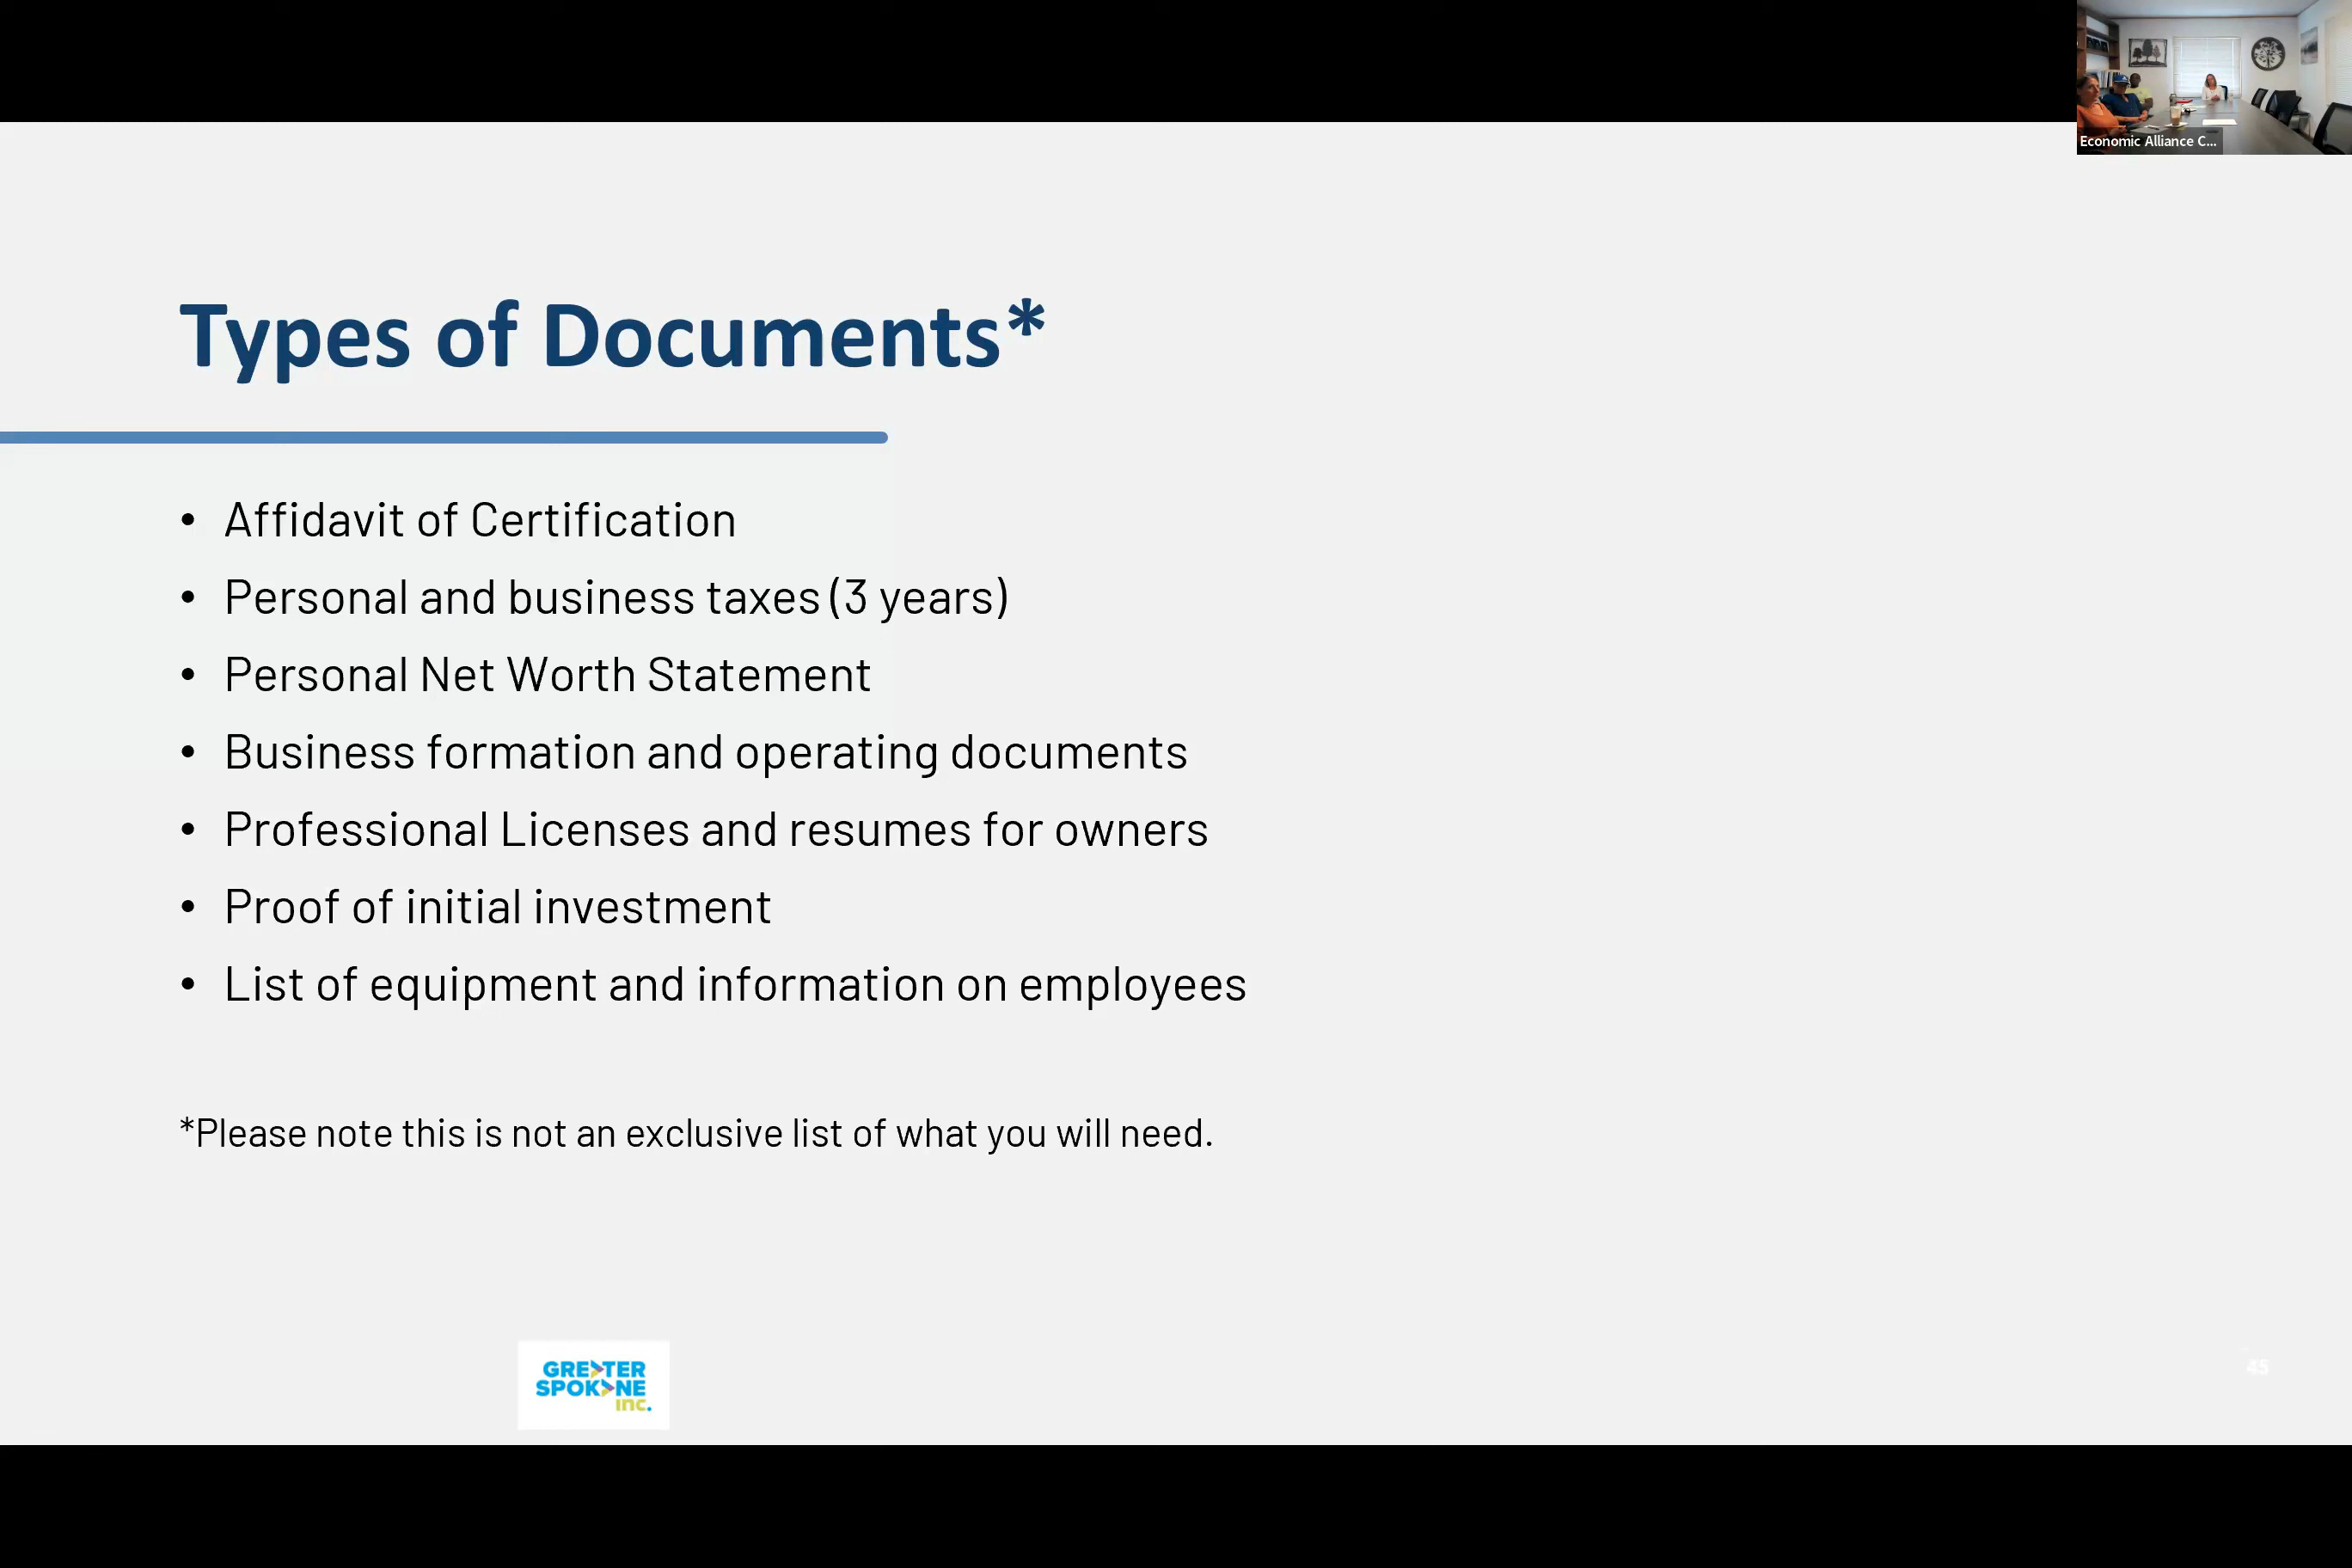 Economic Alliance C...
Types of Documents*
• Affidavit of Certification
• Personal and business taxes (3 years)
• Personal Net Worth Statement
• Business formation and operating documents
• Professional Licenses and resumes for owners
• Proof of initial investment
• List of equipment and information on employees
*Please note this is not an exclusive list of what you will need.
GREATER
SPOKANE
inc.
45